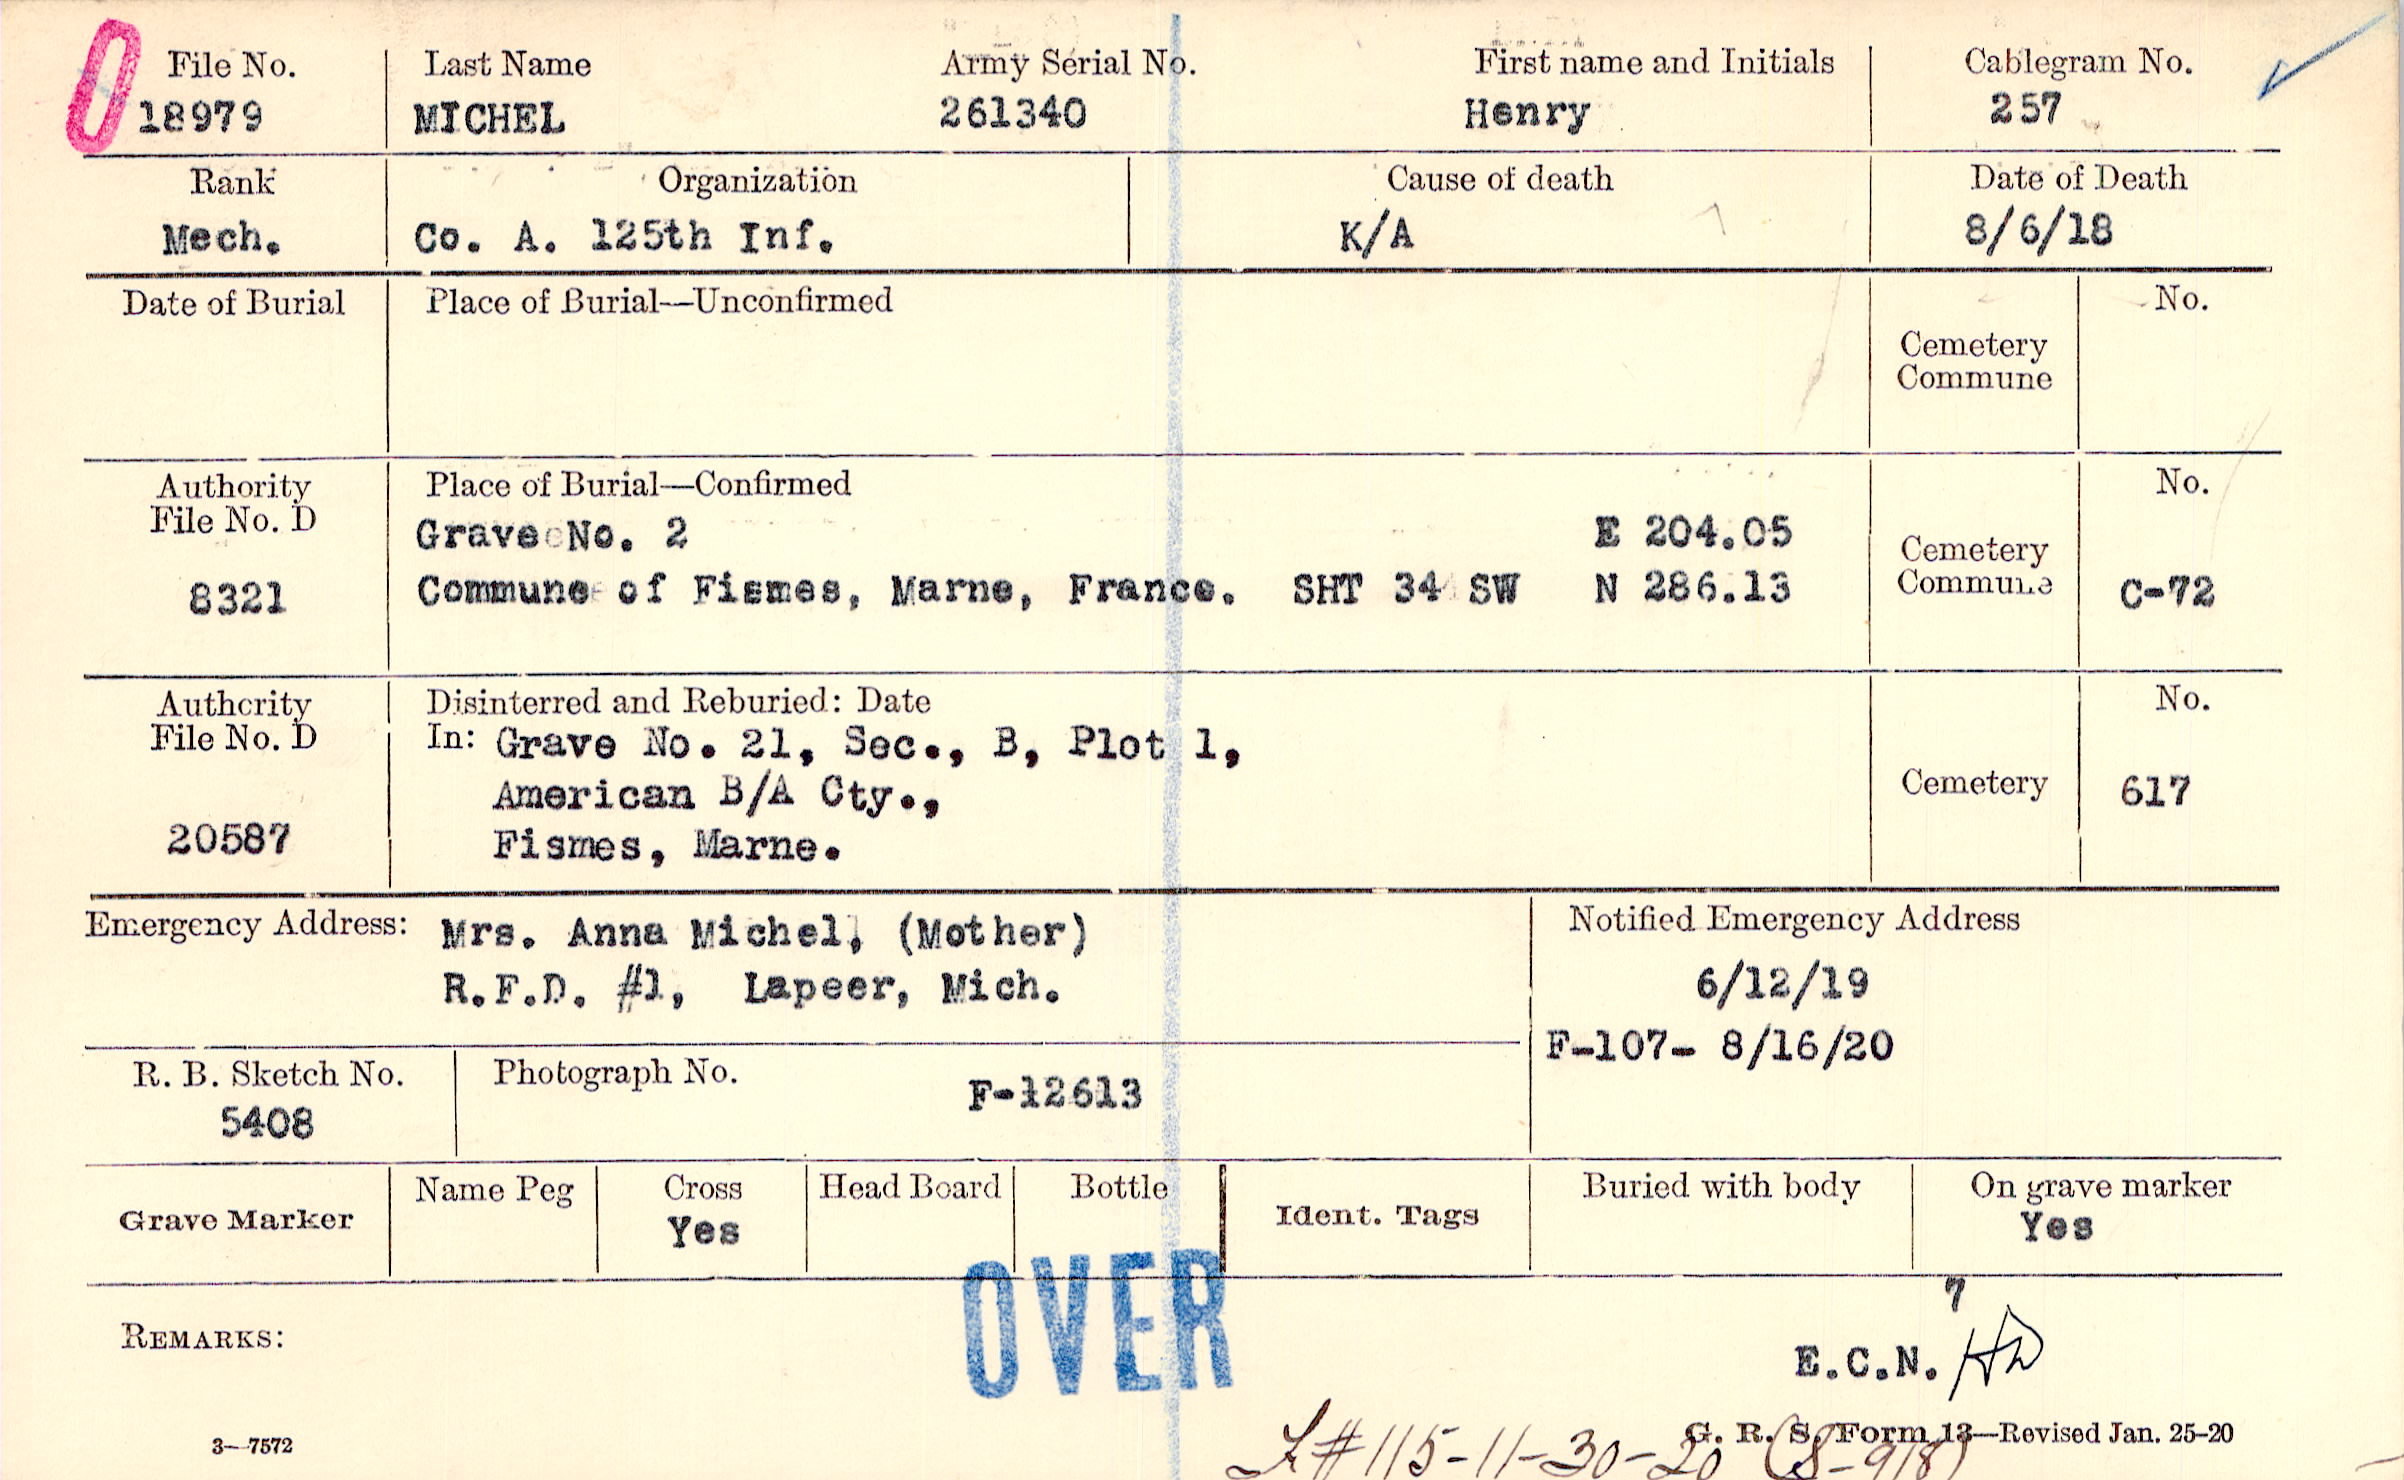 File No. Last Name Army Serial No. First name and Initials Cablegram No.
18979 MICHEL 261340 Henry 257
Rank Organization Cause of death Date of Death
Mech. Co. A. 125th Inf. K/A 8/6/18
Date of Burial Place of Burial—Unconfirmed No.
Cemetery
Commune
Authority Place of Burial—Confirmed No.
File No. D Grave No. 2 E 204.05
Cemetery
8321 Commune of Fismes, Marne, France. SHT 34 SW N 286.13 Commune C-72
Authority Disinterred and Reburied: Date No.
File No. D In: Grave No. 21, Sec., B, Plot 1,
American B/A Cty., Cemetery 617
20587 Fismes, Marne.
Emergency Address: Mrs. Anna Michel, (Mother) Notified Emergency Address
R.F.D. #1, Lapeer, Mich. 6/12/19
F-107- 8/16/20
R. B. Sketch No. Photograph No.
5408 F-12613
Grave Marker Name Peg Cross Head Board Bottle Ident. Tags Buried with body On grave marker
Yes Yes
OVER
7
REMARKS:
E.C.N. HD
G. R. S. Form 13—Revised Jan. 25-20
3—7572
#115-11-30-20 (S-918)